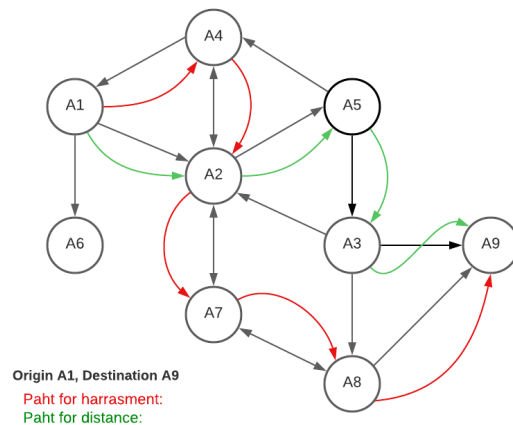 A4
A1
A5
A2
A6
A3
A9
A7
A8
Origin A1, Destination A9
Paht for harrasment:
Paht for distance: